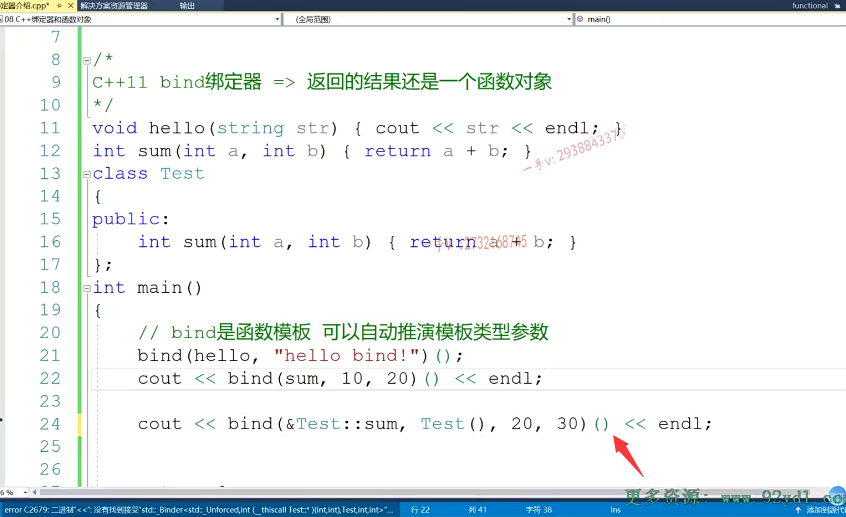 定器介绍.cpp*
解决方案资源管理器
输出
functional
08 C++绑定器和函数对象
(全局范围)
main()
7
8 /*
9 C++11 bind绑定器 => 返回的结果还是一个函数对象
10 */
11 void hello(string str) { cout << str << endl; }
12 int sum(int a, int b) { return a + b; }
一手v: 293884337
13 class Test
14 {
15 public:
16 int sum(int a, int b) { return a + b; }
2732168745
17 };
18 int main()
19 {
20 // bind是函数模板 可以自动推演模板类型参数
21 bind(hello, "hello bind!")();
22 cout << bind(sum, 10, 20)() << endl;
23
24 cout << bind(&Test::sum, Test(), 20, 30)() << endl;
25
26
更多资源: www.92xd1.com
6 %
error C2679: 二进制"<<": 没有找到接受"std::_Binder<std::_Unforced,int (__thiscall Test::* )(int,int),Test,int,int>"...
行 22
列 41
字符 38
Ins
添加到源代码